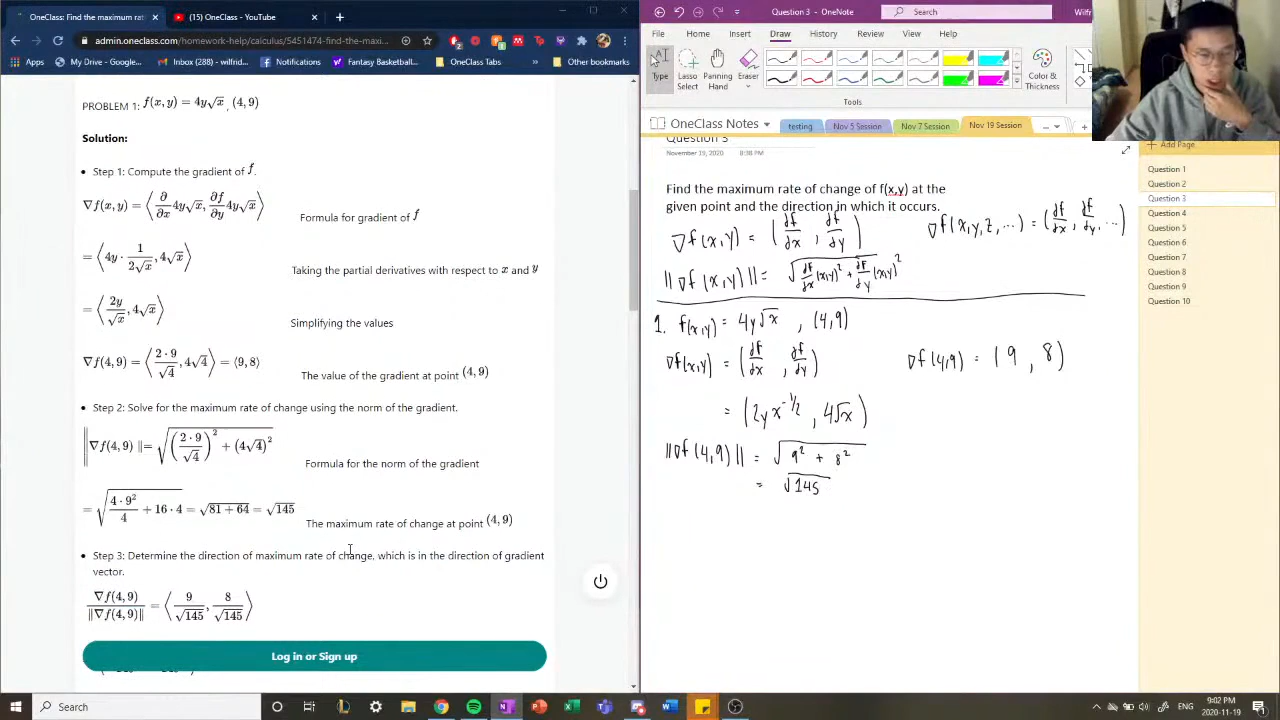 OneClass Find the maximum rat
(15) OneClass - YouTube
admin.oneclass.com/homework-help/calculus/5451474-find-the-maxi...
Apps
My Drive - Google...
Inbox (60) - wilfrid...
Notifications
Fantasy Basketball...
OneClass Tabs
Other bookmarks
PROBLEM 1: f(x, y) = 4y√x, (4, 9)
Solution:
Step 1: Compute the gradient of f.
∇f(x, y) = ⟨∂/∂x 4y√x, ∂f/∂y 4y√x⟩ Formula for gradient of f
= ⟨4y · 1/(2√x), 4√x⟩ Taking the partial derivatives with respect to x and y
= ⟨2y/√x, 4√x⟩ Simplifying the values
∇f(4, 9) = ⟨2·9/√4, 4√4⟩ = ⟨9, 8⟩ The value of the gradient at point (4, 9)
Step 2: Solve for the maximum rate of change using the norm of the gradient.
‖∇f(4, 9) ‖= √((2·9/√4)² + (4√4)²) Formula for the norm of the gradient
= √(4·9²/4 + 16·4) = √(81 + 64) = √145 The maximum rate of change at point (4, 9)
Step 3: Determine the direction of maximum rate of change, which is in the direction of gradient
vector.
∇f(4, 9)/‖∇f(4, 9)‖ = ⟨9/√145, 8/√145⟩
Log in or Sign up
Question 3 - OneNote
Search
Wilfr
File
Home
Insert
Draw
History
Review
View
Help
Type
Lasso
Select
Panning
Hand
Eraser
Color &
Thickness
Tools
OneClass Notes
testing
Nov 5 Session
Nov 7 Session
Nov 19 Session
Question 3
November 19, 2020 8:38 PM
Find the maximum rate of change of f(x,y) at the
given point and the direction in which it occurs.
∇f(x,y) = (df/dx, df/dy)
∇f(x,y,z,...) = (df/dx, df/dy, ...)
||∇f(x,y)|| = √(df/dx (x,y)² + df/dy (x,y)²)
1. f(x,y) = 4y√x , (4,9)
∇f(x,y) = (df/dx, df/dy)
∇f(4,9) = (9, 8)
= (2yx^-1/2, 4√x)
||∇f(4,9)|| = √(9² + 8²)
= √145
Add Page
Question 1
Question 2
Question 3
Question 4
Question 5
Question 6
Question 7
Question 8
Question 9
Question 10
Search
ENG
9:02 PM
2020-11-19